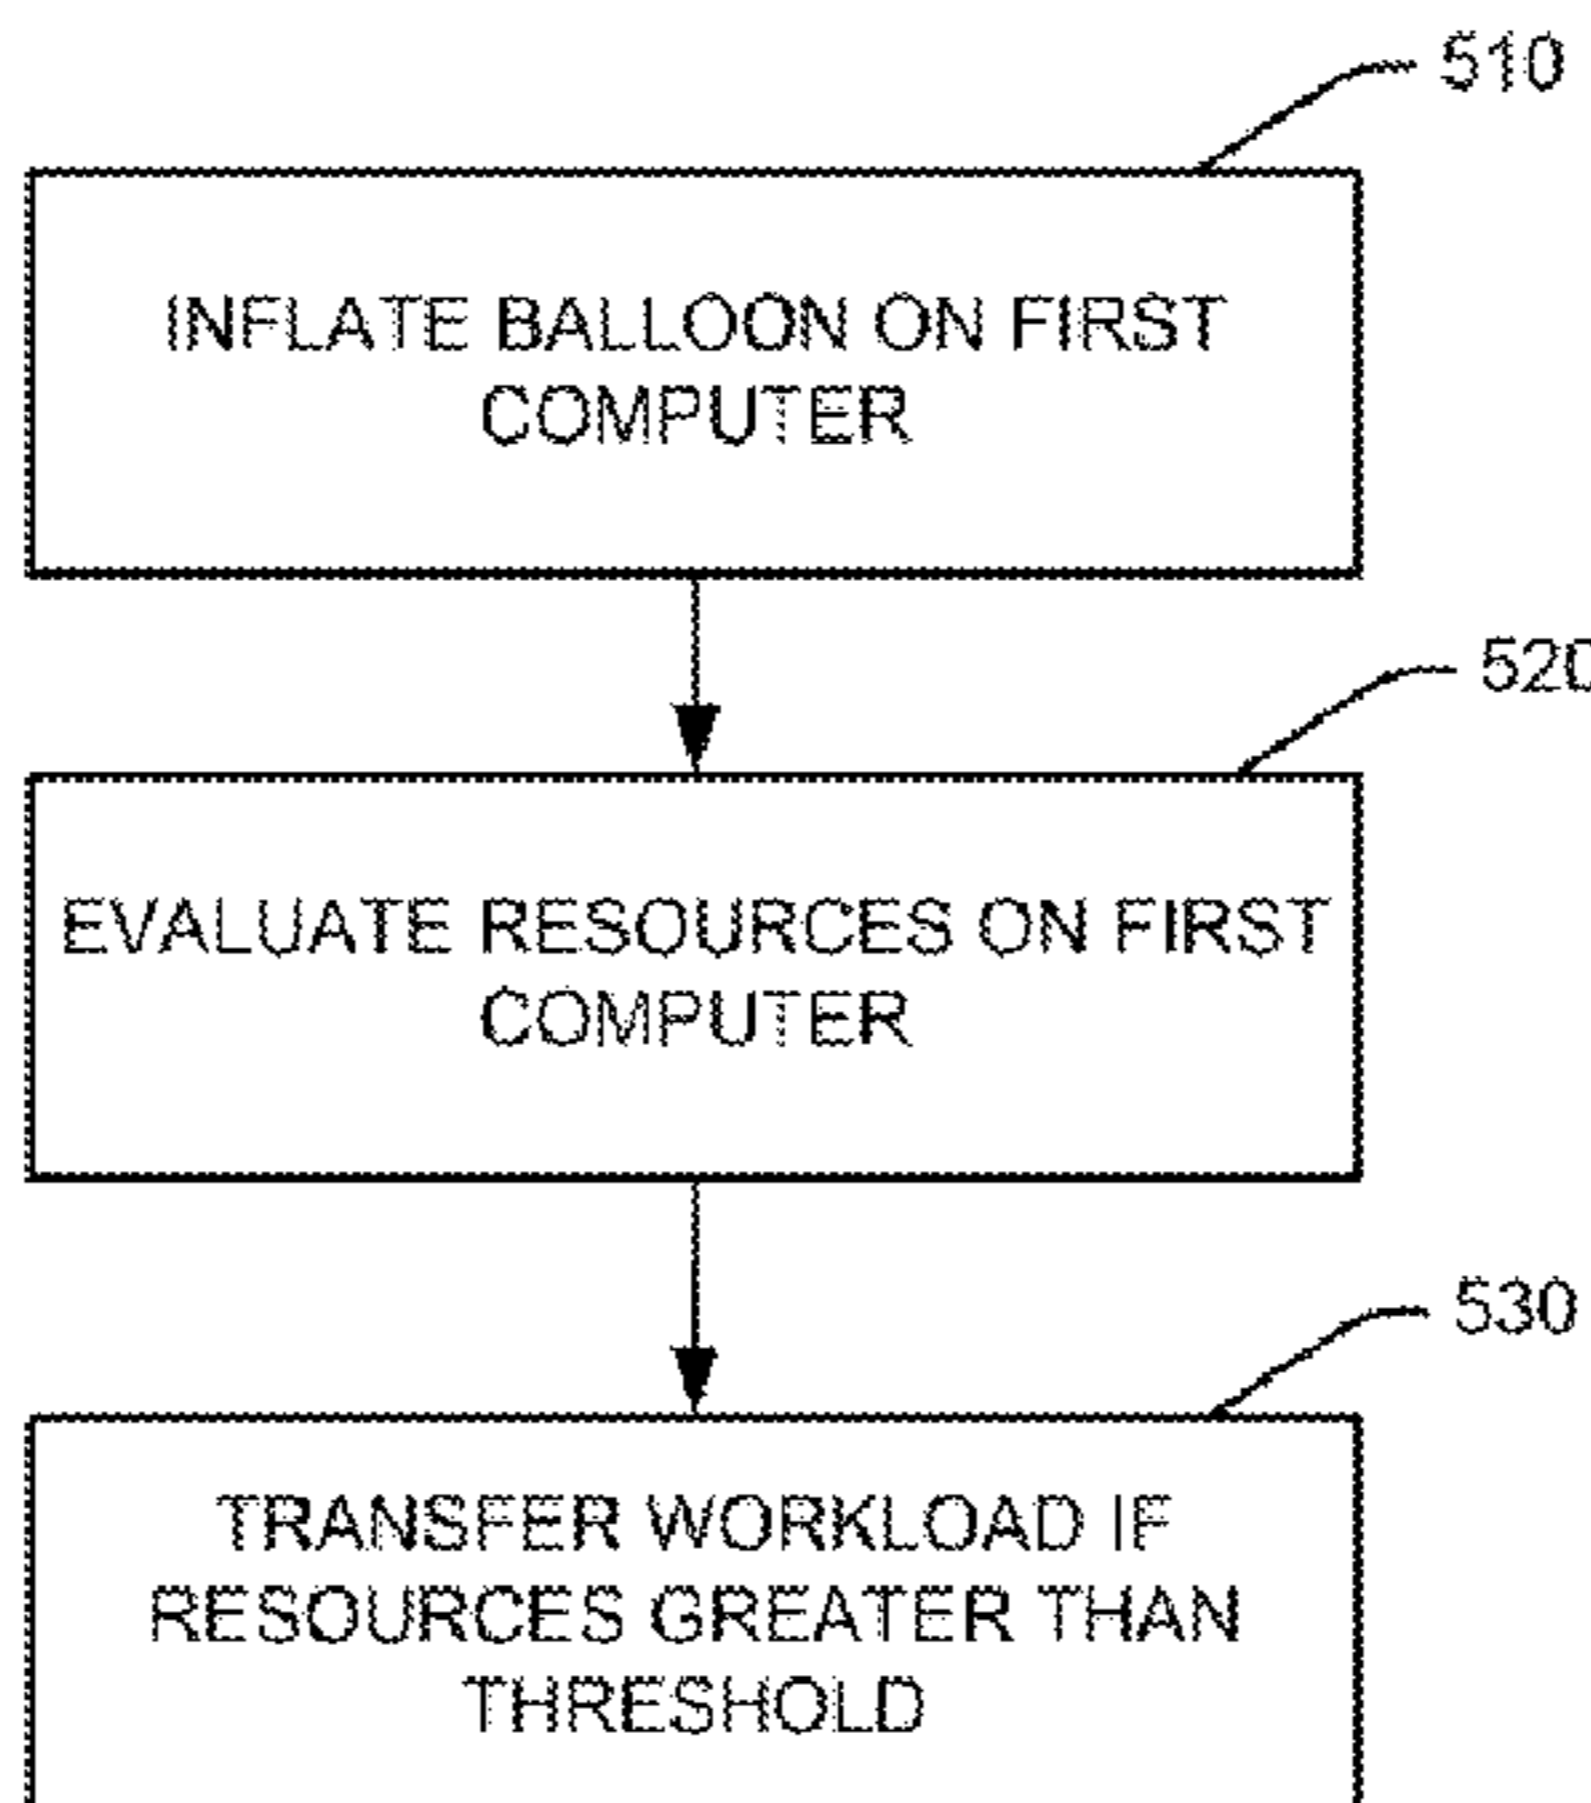 510
INFLATE BALLOON ON FIRST
COMPUTER
520
EVALUATE RESOURCES ON FIRST
COMPUTER
530
TRANSFER WORKLOAD IF
RESOURCES GREATER THAN
THRESHOLD